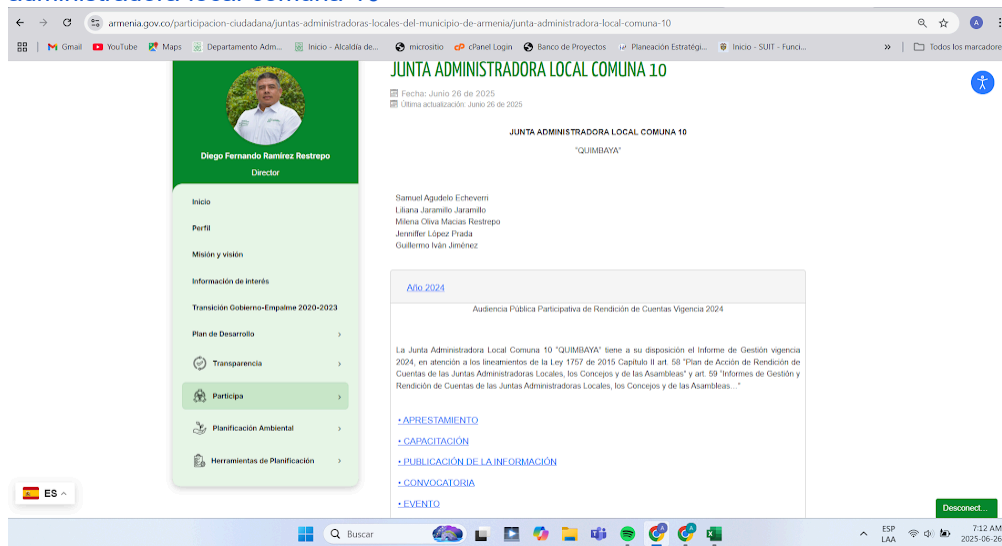 armenia.gov.co/participacion-ciudadana/juntas-administradoras-locales-del-municipio-de-armenia/junta-administradora-local-comuna-10
A
Gmail
YouTube
Maps
Departamento Adm...
Inicio - Alcaldía de...
micrositio
cPanel Login
Banco de Proyectos
Planeación Estratégi...
Inicio - SUIT - Funci...
»
Todos los marcadore
Diego Fernando Ramírez Restrepo
Director
Inicio
Perfil
Misión y visión
Información de interés
Transición Gobierno-Empalme 2020-2023
Plan de Desarrollo
Transparencia
Participa
Planificación Ambiental
Herramientas de Planificación
JUNTA ADMINISTRADORA LOCAL COMUNA 10
Fecha: Junio 26 de 2025
Última actualización: Junio 26 de 2025
JUNTA ADMINISTRADORA LOCAL COMUNA 10
"QUIMBAYA"
Samuel Agudelo Echeverri
Liliana Jaramillo Jaramillo
Milena Oliva Macias Restrepo
Jenniffer López Prada
Guillermo Iván Jiménez
Año 2024
Audiencia Pública Participativa de Rendición de Cuentas Vigencia 2024
La Junta Administradora Local Comuna 10 "QUIMBAYA" tiene a su disposición el Informe de Gestión vigencia
2024, en atención a los lineamientos de la Ley 1757 de 2015 Capítulo II art. 58 "Plan de Acción de Rendición de
Cuentas de las Juntas Administradoras Locales, los Concejos y de las Asambleas" y art. 59 "Informes de Gestión y
Rendición de Cuentas de las Juntas Administradoras Locales, los Concejos y de las Asambleas..."
• APRESTAMIENTO
• CAPACITACIÓN
• PUBLICACIÓN DE LA INFORMACIÓN
• CONVOCATORIA
• EVENTO
ES
Desconect...
Buscar
ESP
LAA
7:12 AM
2025-06-26